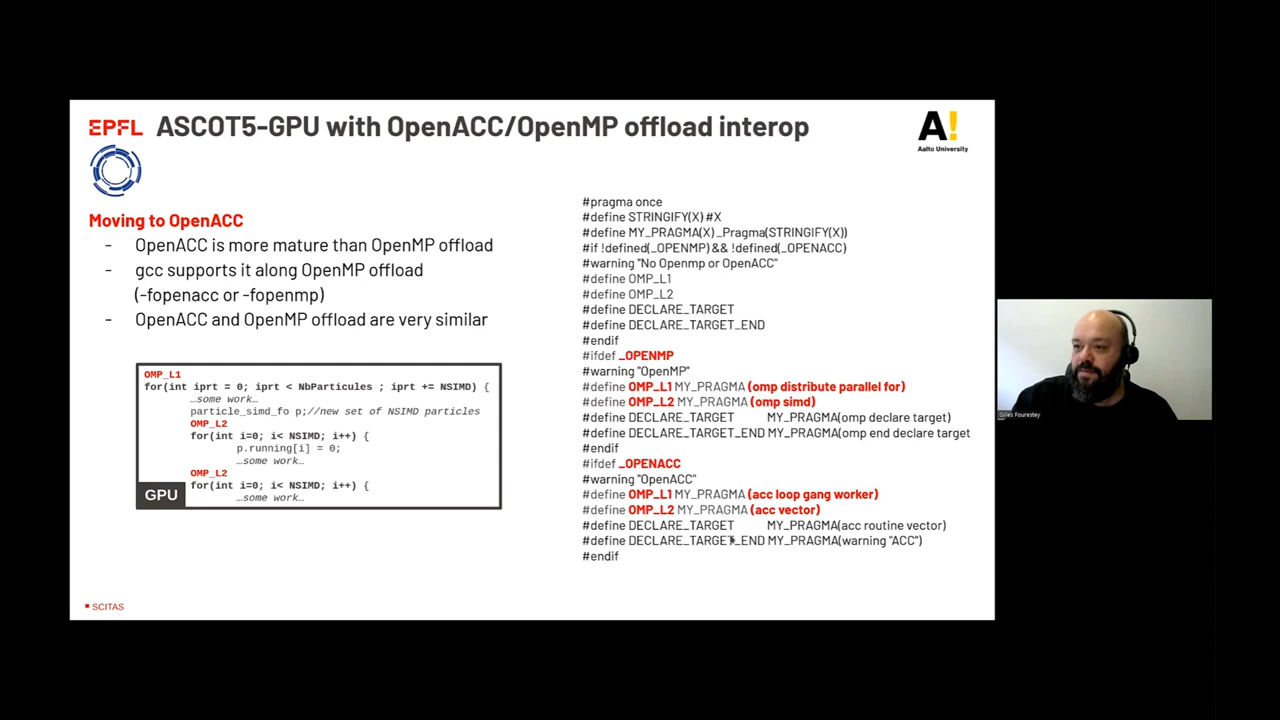 EPFL
ASCOT5-GPU with OpenACC/OpenMP offload interop
A!
Aalto University
Moving to OpenACC
- OpenACC is more mature than OpenMP offload
- gcc supports it along OpenMP offload
(-fopenacc or -fopenmp)
- OpenACC and OpenMP offload are very similar
OMP_L1
for(int iprt = 0; iprt < NbParticules ; iprt += NSIMD) {
…some work…
particle_simd_fo p;//new set of NSIMD particles
OMP_L2
for(int i=0; i< NSIMD; i++) {
p.running[i] = 0;
…some work…
OMP_L2
for(int i=0; i< NSIMD; i++) {
…some work…
GPU
#pragma once
#define STRINGIFY(X) #X
#define MY_PRAGMA(X) _Pragma(STRINGIFY(X))
#if !defined(_OPENMP) && !defined(_OPENACC)
#warning "No Openmp or OpenACC"
#define OMP_L1
#define OMP_L2
#define DECLARE_TARGET
#define DECLARE_TARGET_END
#endif
#ifdef _OPENMP
#warning "OpenMP"
#define OMP_L1 MY_PRAGMA (omp distribute parallel for)
#define OMP_L2 MY_PRAGMA (omp simd)
#define DECLARE_TARGET MY_PRAGMA(omp declare target)
#define DECLARE_TARGET_END MY_PRAGMA(omp end declare target
#endif
#ifdef _OPENACC
#warning "OpenACC"
#define OMP_L1 MY_PRAGMA (acc loop gang worker)
#define OMP_L2 MY_PRAGMA (acc vector)
#define DECLARE_TARGET MY_PRAGMA(acc routine vector)
#define DECLARE_TARGET_END MY_PRAGMA(warning "ACC")
#endif
SCITAS
Gilles Fourestey